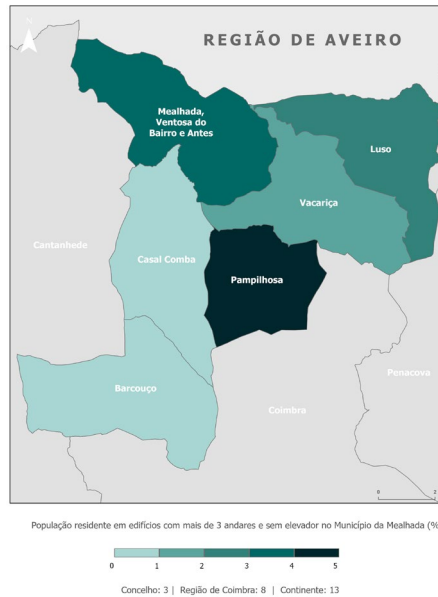 N
REGIÃO DE AVEIRO
Mealhada,
Ventosa do
Bairro e Antes
Luso
Vacariça
Cantanhede
Casal Comba
Pampilhosa
Penacova
Barcouço
Coimbra
0
População residente em edifícios com mais de 3 andares e sem elevador no Município da Mealhada (%
0 1 2 3 4 5
Concelho: 3 | Região de Coimbra: 8 | Continente: 13